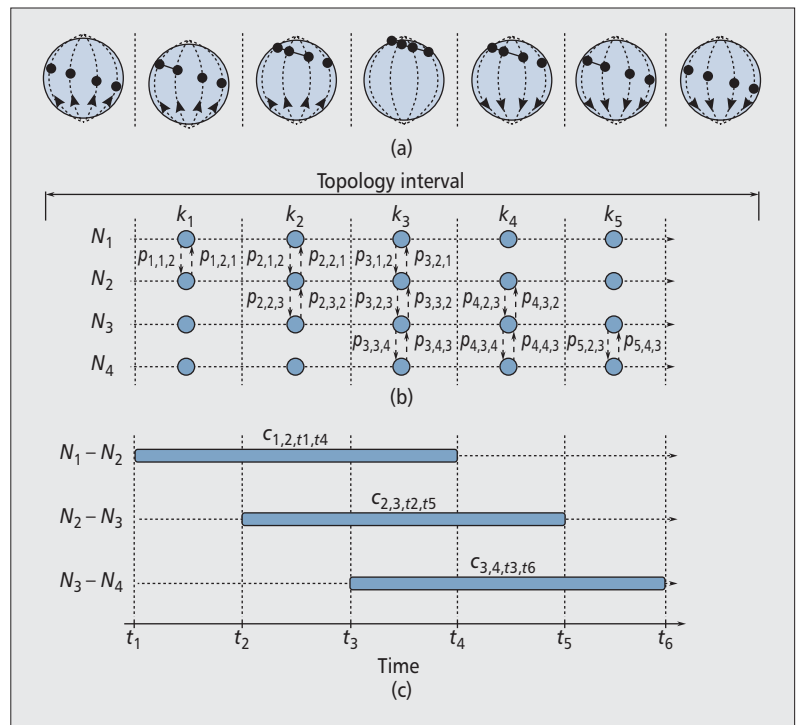 (a)
Topology interval
k1 k2 k3 k4 k5
N1
p1,1,2 p1,2,1 p2,1,2 p2,2,1 p3,1,2 p3,2,1
N2
p2,2,3 p2,3,2 p3,2,3 p3,3,2 p4,2,3 p4,3,2
N3
p3,3,4 p3,4,3 p4,3,4 p4,4,3 p5,2,3 p5,4,3
N4
(b)
c1,2,t1,t4
N1 – N2
c2,3,t2,t5
N2 – N3
c3,4,t3,t6
N3 – N4
t1 t2 t3 t4 t5 t6
Time
(c)